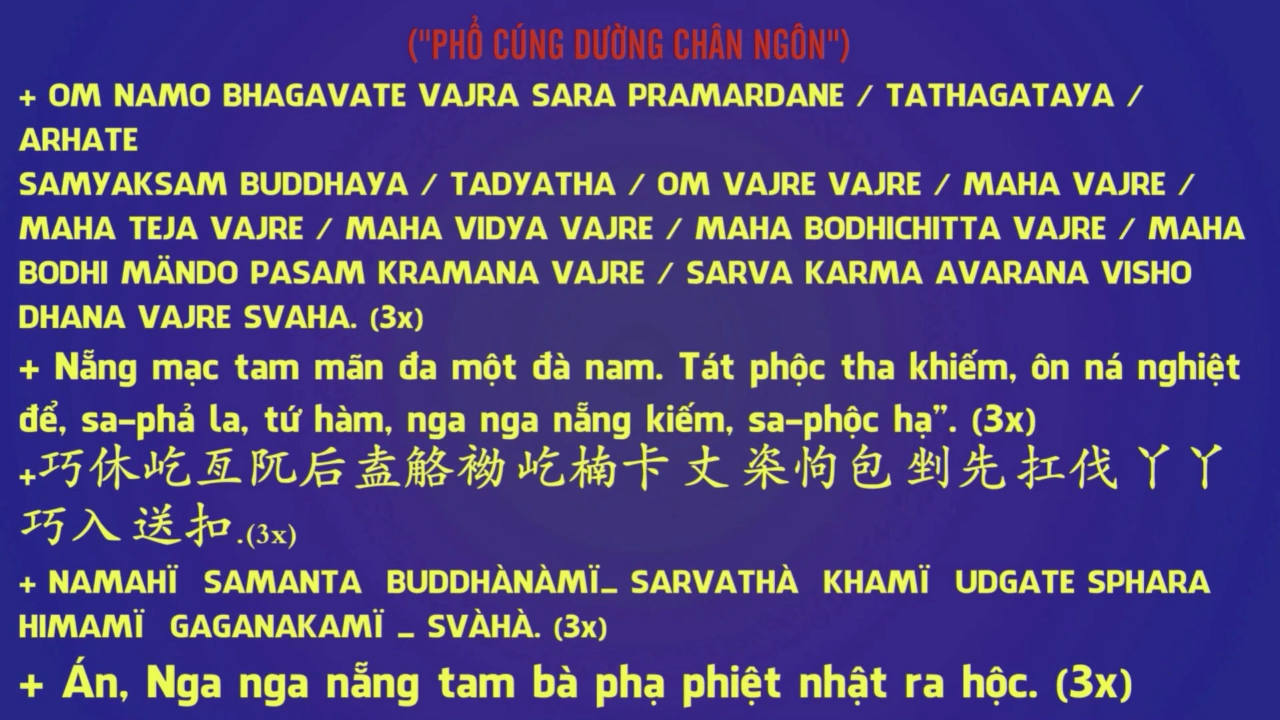 ("PHỔ CÚNG DƯỜNG CHÂN NGÔN")
+ OM NAMO BHAGAVATE VAJRA SARA PRAMARDANE / TATHAGATAYA /
ARHATE
SAMYAKSAM BUDDHAYA / TADYATHA / OM VAJRE VAJRE / MAHA VAJRE /
MAHA TEJA VAJRE / MAHA VIDYA VAJRE / MAHA BODHICHITTA VAJRE / MAHA
BODHI MÄNDO PASAM KRAMANA VAJRE / SARVA KARMA AVARANA VISHO
DHANA VAJRE SVAHA. (3x)
+ Nẵng mạc tam mãn đa một đà nam. Tát phộc tha khiếm, ôn ná nghiệt
để, sa-phả la, tứ hàm, nga nga nẵng kiếm, sa-phộc hạ”. (3x)
+巧休屹亙阢后盍觡袎屹楠卡丈楶怐包剉先扛伐丫丫
巧入送扣.(3x)
+ NAMAHÏ SAMANTA BUDDHÀNÀMÏ_ SARVATHÀ KHAMÏ UDGATE SPHARA
HIMAMÏ GAGANAKAMÏ _ SVÀHÀ. (3x)
+ Án, Nga nga nẵng tam bà phạ phiệt nhật ra hộc. (3x)